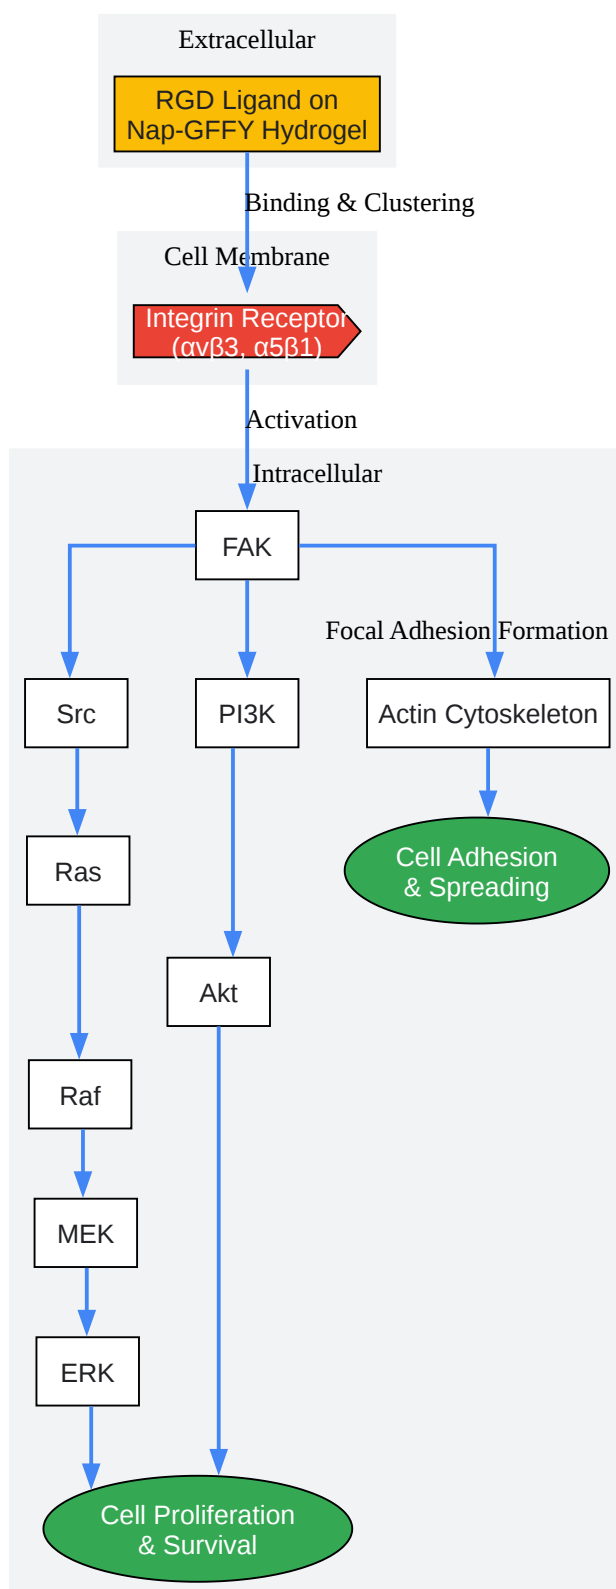 Extracellular
RGD Ligand on
Nap-GFFY Hydrogel
Binding & Clustering
Cell Membrane
Integrin Receptor
(αvβ3, α5β1)
Activation
Intracellular
FAK
Focal Adhesion Formation
Src
PI3K
Actin Cytoskeleton
Ras
Cell Adhesion
& Spreading
Akt
Raf
MEK
ERK
Cell Proliferation
& Survival